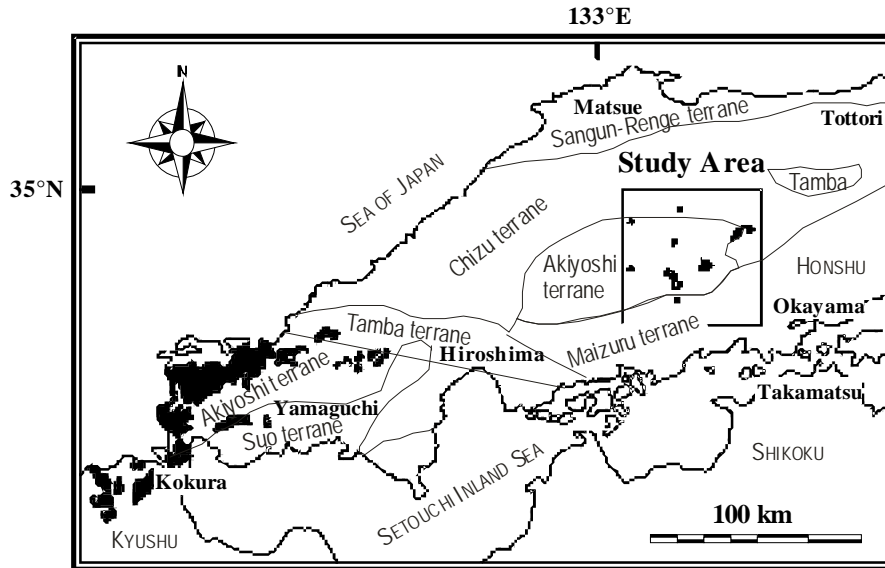 133°E
N
Matsue
Sangun-Renge terrane
Tottori
Study Area
35°N
SEA OF JAPAN
Tamba
Chizu terrane
Akiyoshi
terrane
HONSHU
Okayama
Tamba terrane
Maizuru terrane
Hiroshima
Akiyoshi terrane
Takamatsu
Yamaguchi
Suo terrane
SHIKOKU
SETOUCHI INLAND SEA
Kokura
100 km
KYUSHU